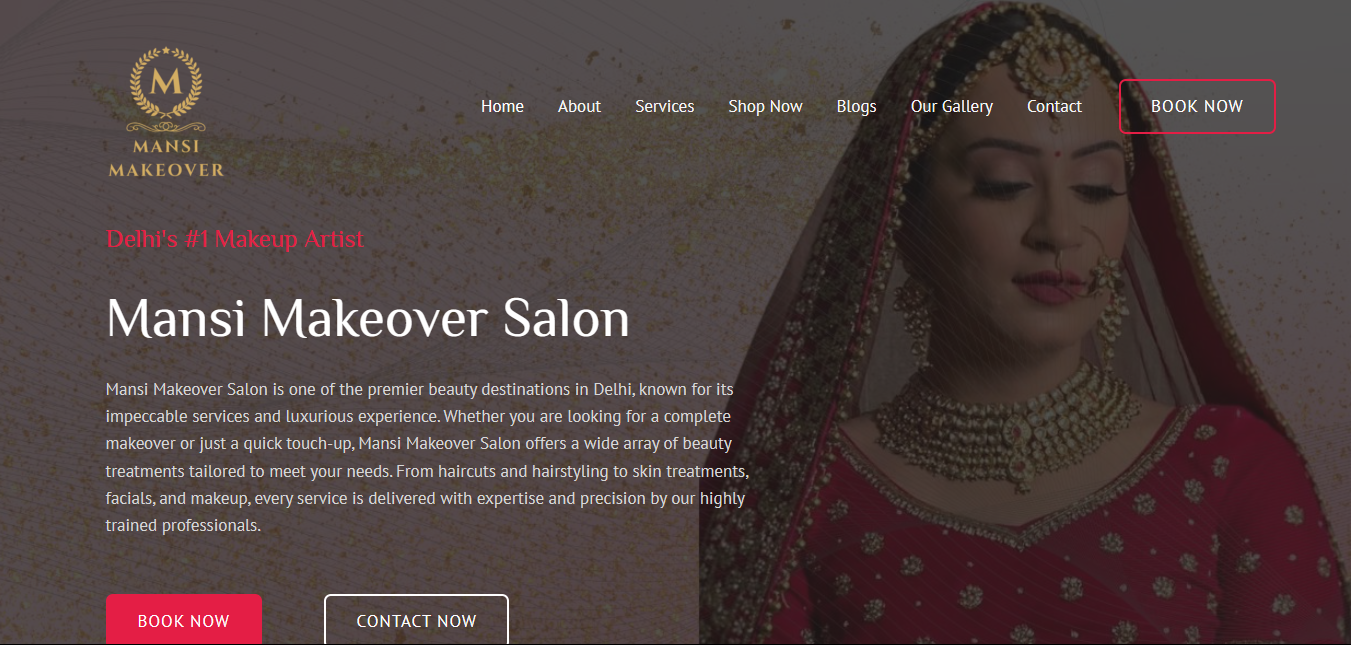 M
MANSI
MAKEOVER
Home About Services Shop Now Blogs Our Gallery Contact BOOK NOW
Delhi's #1 Makeup Artist
Mansi Makeover Salon
Mansi Makeover Salon is one of the premier beauty destinations in Delhi, known for its
impeccable services and luxurious experience. Whether you are looking for a complete
makeover or just a quick touch-up, Mansi Makeover Salon offers a wide array of beauty
treatments tailored to meet your needs. From haircuts and hairstyling to skin treatments,
facials, and makeup, every service is delivered with expertise and precision by our highly
trained professionals.
BOOK NOW CONTACT NOW